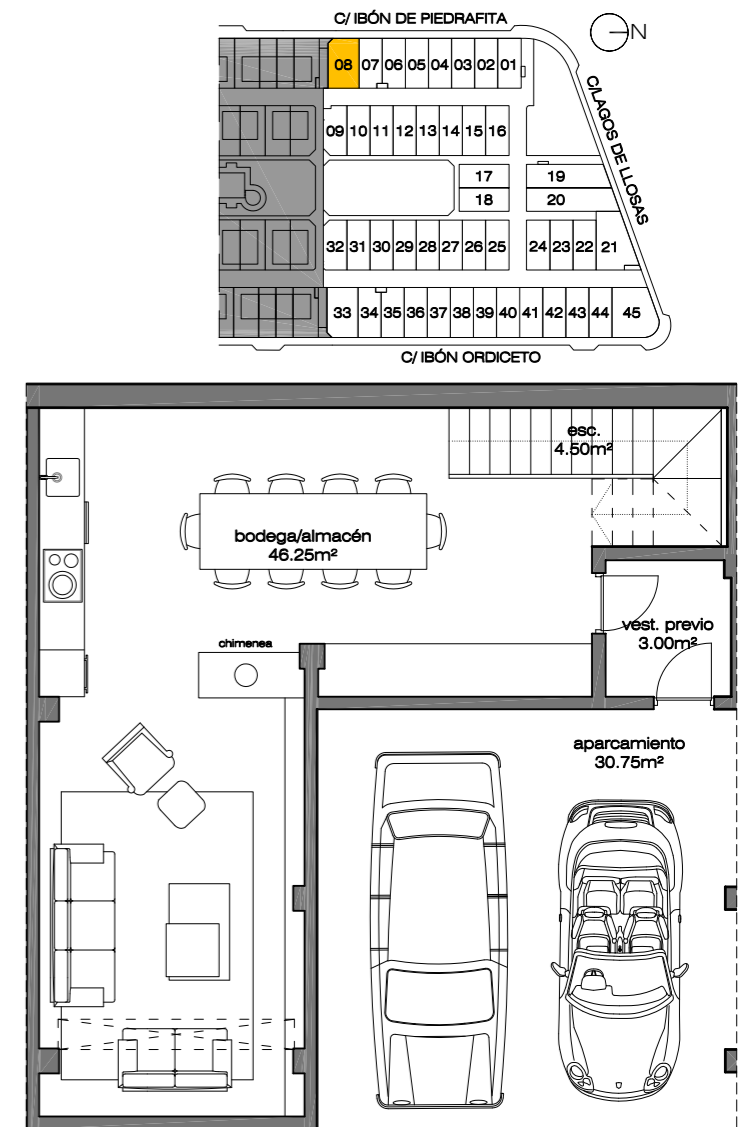 C/ IBÓN DE PIEDRAFITA
N
08 07 06 05 04 03 02 01
C/LAGOS DE LLOSAS
09 10 11 12 13 14 15 16
17 19
18 20
32 31 30 29 28 27 26 25 24 23 22 21
33 34 35 36 37 38 39 40 41 42 43 44 45
C/ IBÓN ORDICETO
esc.
4.50m²
bodega/almacén
46.25m²
vest. previo
3.00m²
chimenea
aparcamiento
30.75m²